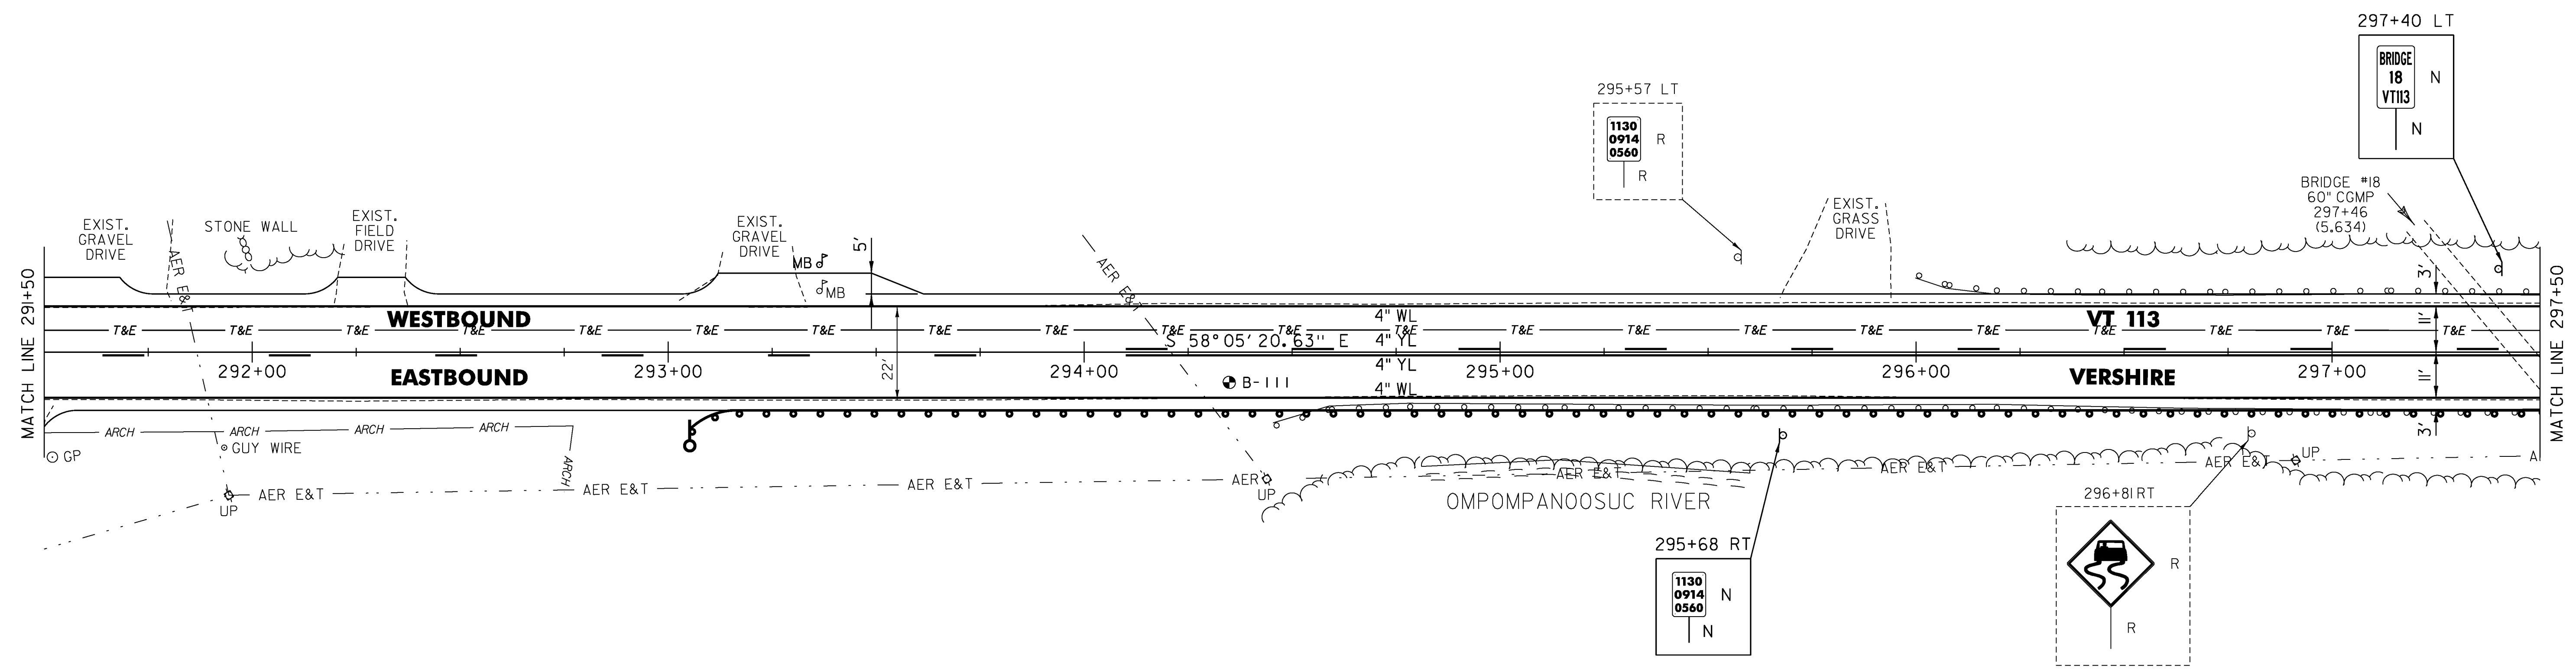 297+40 LT
BRIDGE
18
VT113
N
N
295+57 LT
1130
0914
0560
R
R
BRIDGE #18
60" CGMP
297+46
(5.634)
EXIST.
GRAVEL
DRIVE
AER E&T
STONE WALL
EXIST.
FIELD
DRIVE
EXIST.
GRAVEL
DRIVE
MB
MB
5'
AER E&T
EXIST.
GRASS
DRIVE
3'
MATCH LINE 291+50
MATCH LINE 297+50
WESTBOUND
4" WL
VT 113
11'
T&E T&E T&E T&E T&E T&E T&E T&E T&E T&E T&E T&E T&E T&E T&E T&E T&E T&E T&E T&E T&E
S 58°05'20.63" E
4" YL
4" YL
292+00 293+00 294+00 295+00 296+00 297+00
22'
EASTBOUND
B-111
4" WL
VERSHIRE
11'
3'
ARCH ARCH ARCH ARCH
ARCH
GUY WIRE
GP
UP
AER E&T AER E&T AER E&T AER
UP
AER E&T AER E&T AER E&T
UP
A
OMPOMPANOOSUC RIVER
295+68 RT
1130
0914
0560
N
N
296+81 RT
R
R